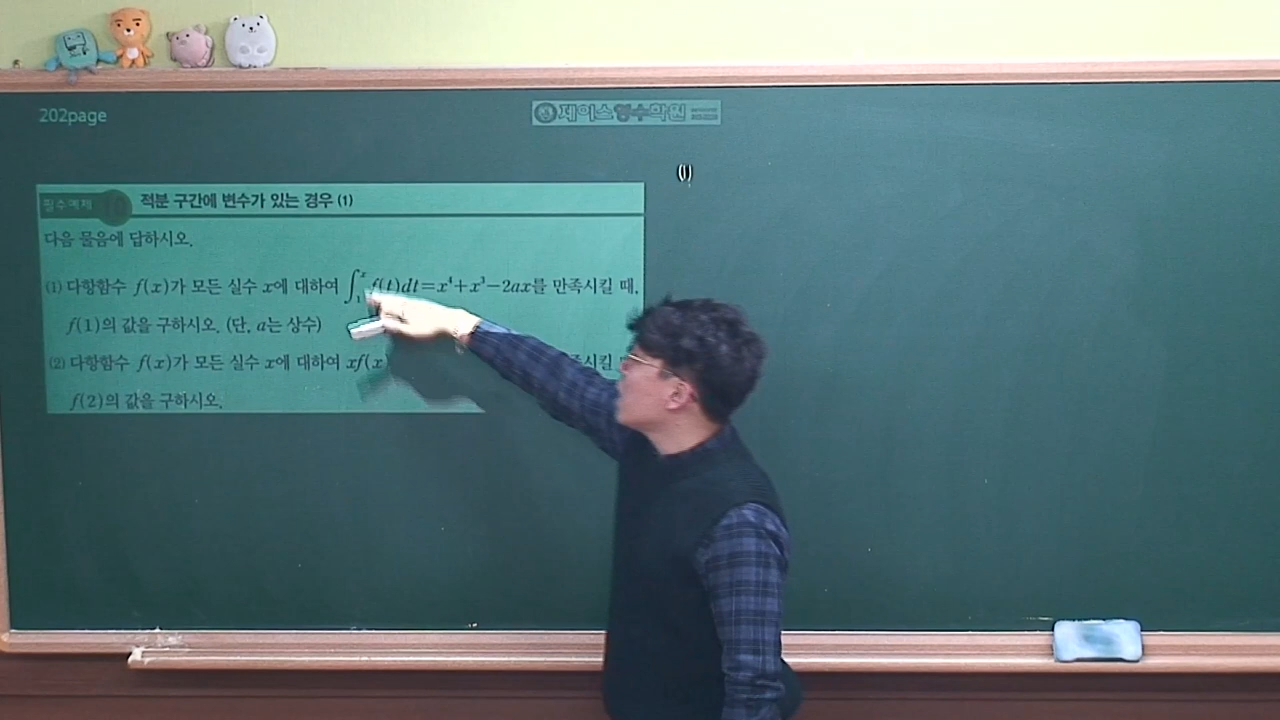 202page
제이스영수학원
(1)
필수예제
적분 구간에 변수가 있는 경우 (1)
다음 물음에 답하시오.
(1) 다항함수 f(x)가 모든 실수 x에 대하여 ∫₁ˣ f(t)dt=x⁴+x³−2ax를 만족시킬 때,
f(1)의 값을 구하시오. (단, a는 상수)
(2) 다항함수 f(x)가 모든 실수 x에 대하여 xf(x)
f(2)의 값을 구하시오.